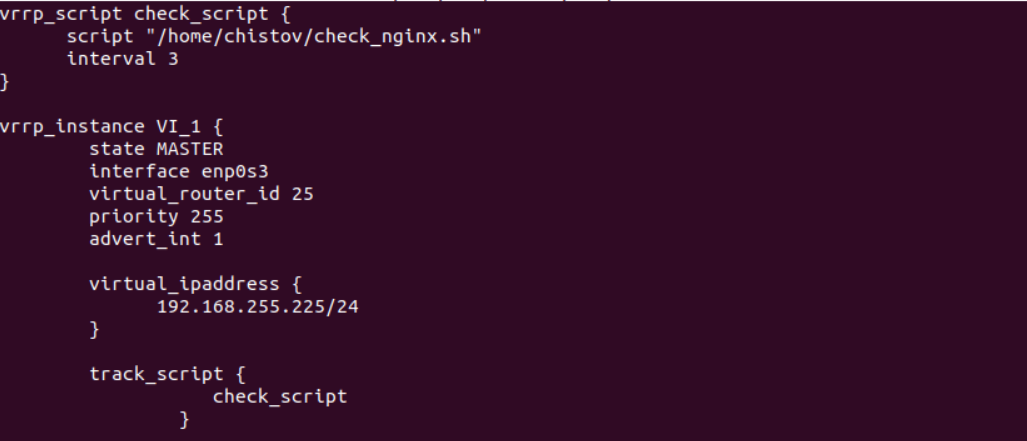 vrrp_script check_script {
script "/home/chistov/check_nginx.sh"
interval 3
}
vrrp_instance VI_1 {
state MASTER
interface enp0s3
virtual_router_id 25
priority 255
advert_int 1
virtual_ipaddress {
192.168.255.225/24
}
track_script {
check_script
}